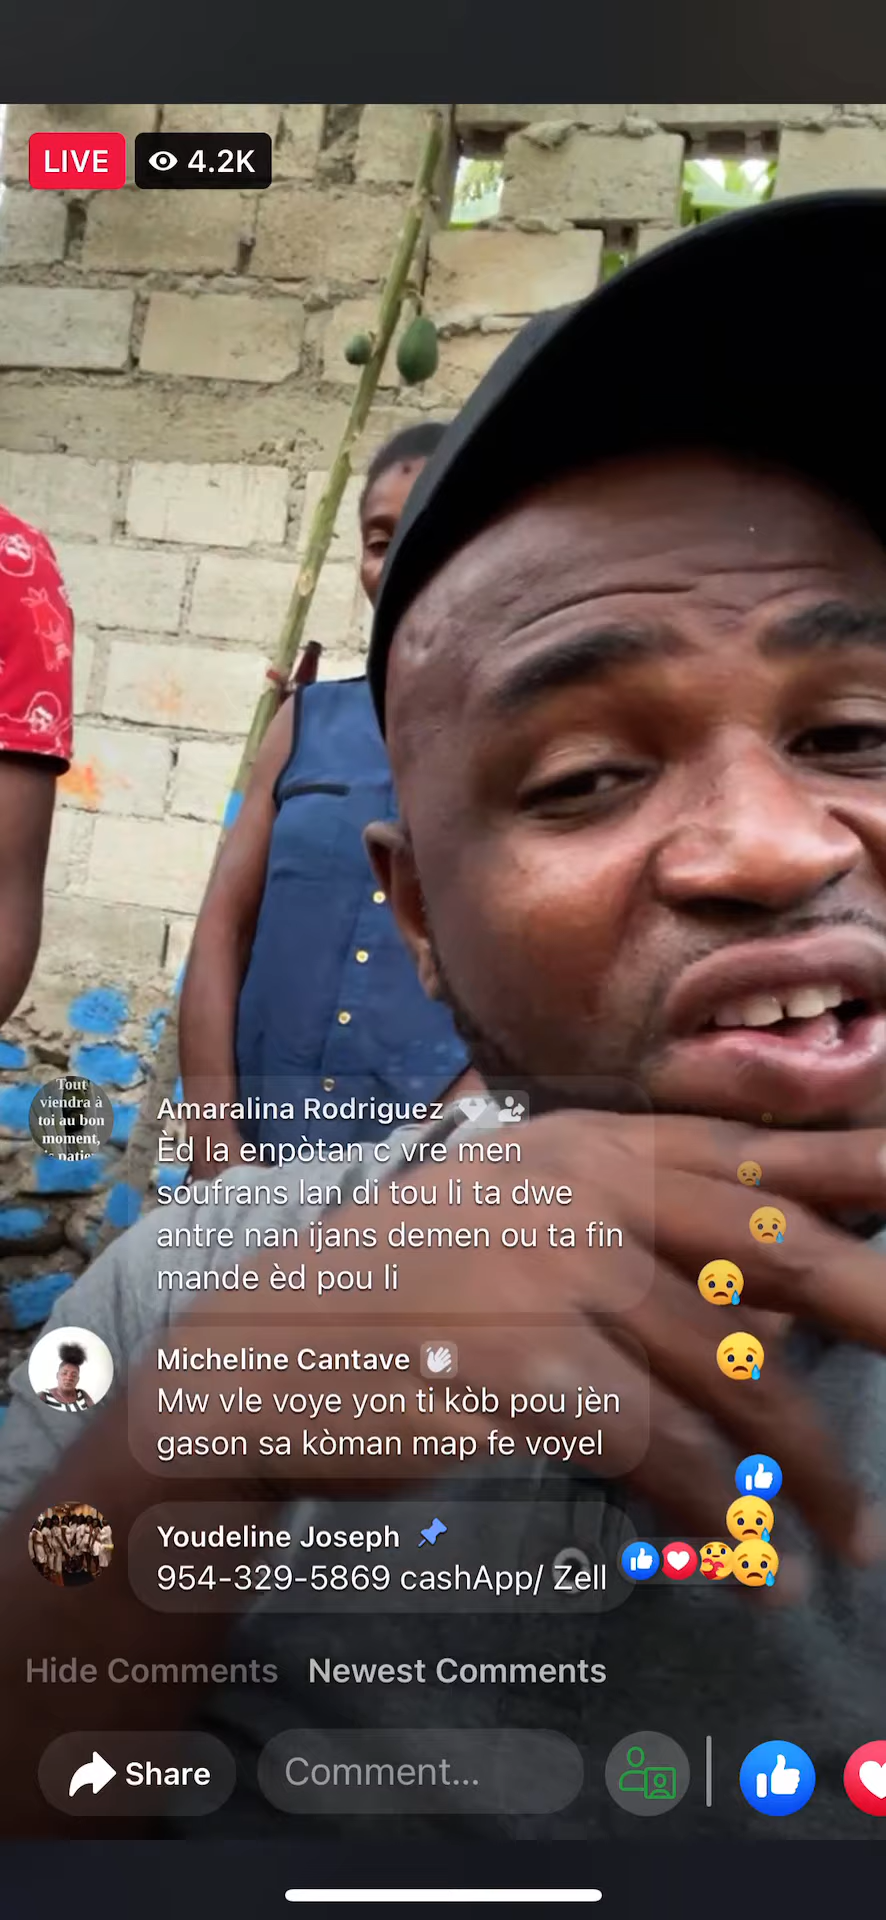 LIVE 4.2K
Tout
viendra à
toi au bon
moment,
Amaralina Rodriguez
Èd la enpòtan c vre men
soufrans lan di tou li ta dwe
antre nan ijans demen ou ta fin
mande èd pou li
Micheline Cantave
Mw vle voye yon ti kòb pou jèn
gason sa kòman map fe voyel
Youdeline Joseph
954-329-5869 cashApp/ Zell
Hide Comments Newest Comments
Share Comment...